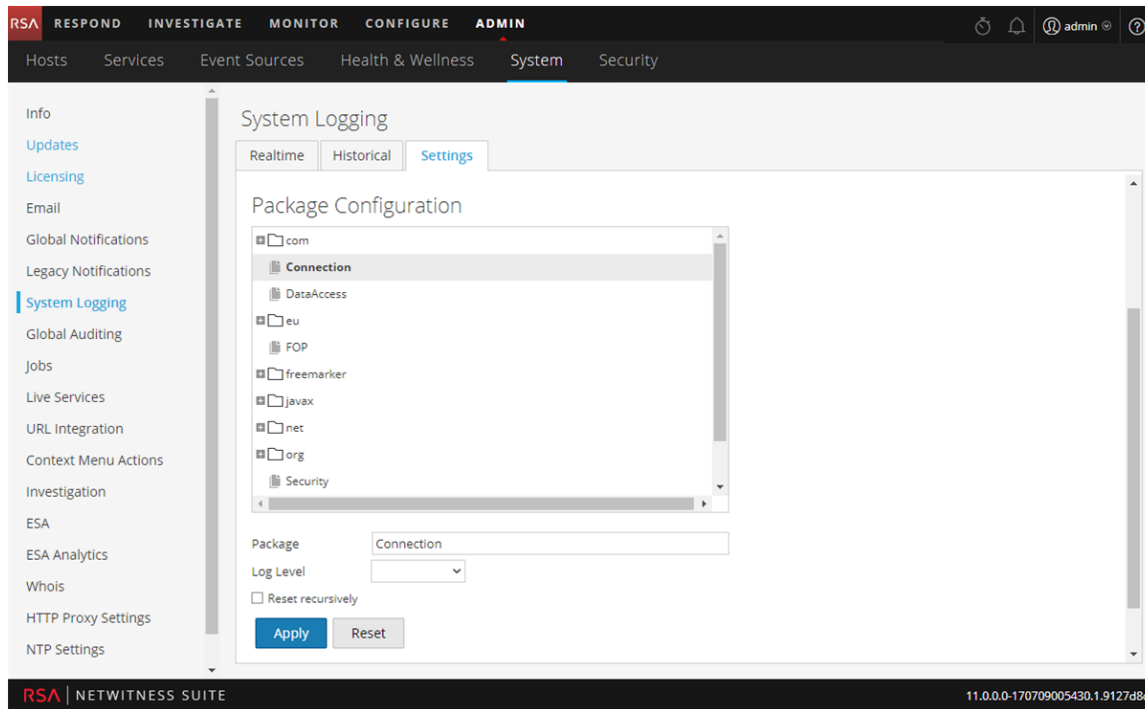 RSA RESPOND INVESTIGATE MONITOR CONFIGURE ADMIN admin ?
Hosts Services Event Sources Health & Wellness System Security
Info
Updates
Licensing
Email
Global Notifications
Legacy Notifications
System Logging
Global Auditing
Jobs
Live Services
URL Integration
Context Menu Actions
Investigation
ESA
ESA Analytics
Whois
HTTP Proxy Settings
NTP Settings
System Logging
Realtime Historical Settings
Package Configuration
com
Connection
DataAccess
eu
FOP
freemarker
javax
net
org
Security
Package Connection
Log Level
Reset recursively
Apply Reset
RSA NETWITNESS SUITE 11.0.0.0-170709005430.1.9127d8